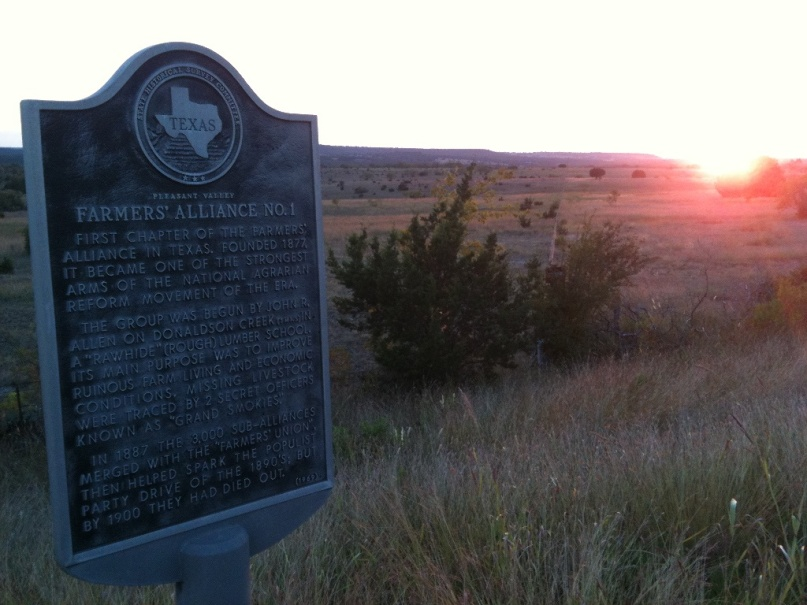 STATE HISTORICAL SURVEY COMMITTEE
TEXAS
PLEASANT VALLEY
FARMERS' ALLIANCE NO. 1
FIRST CHAPTER OF THE FARMERS'
ALLIANCE IN TEXAS. FOUNDED 1877,
IT BECAME ONE OF THE STRONGEST
ARMS OF THE NATIONAL AGRARIAN
REFORM MOVEMENT OF THE ERA.
THE GROUP WAS BEGUN BY JOHN R.
ALLEN ON DONALDSON CREEK IN
A "RAWHIDE" (ROUGH) LUMBER SCHOOL.
ITS MAIN PURPOSE WAS TO IMPROVE
RUINOUS FARM LIVING AND ECONOMIC
CONDITIONS. MISSING LIVESTOCK
WERE TRACED BY 2 SECRET OFFICERS
KNOWN AS "GRAND SMOKIES."
IN 1887 THE 3,000 SUB-ALLIANCES
MERGED WITH THE "FARMERS' UNION",
THEN HELPED SPARK THE POPULIST
PARTY DRIVE OF THE 1890'S, BUT
BY 1900 THEY HAD DIED OUT.